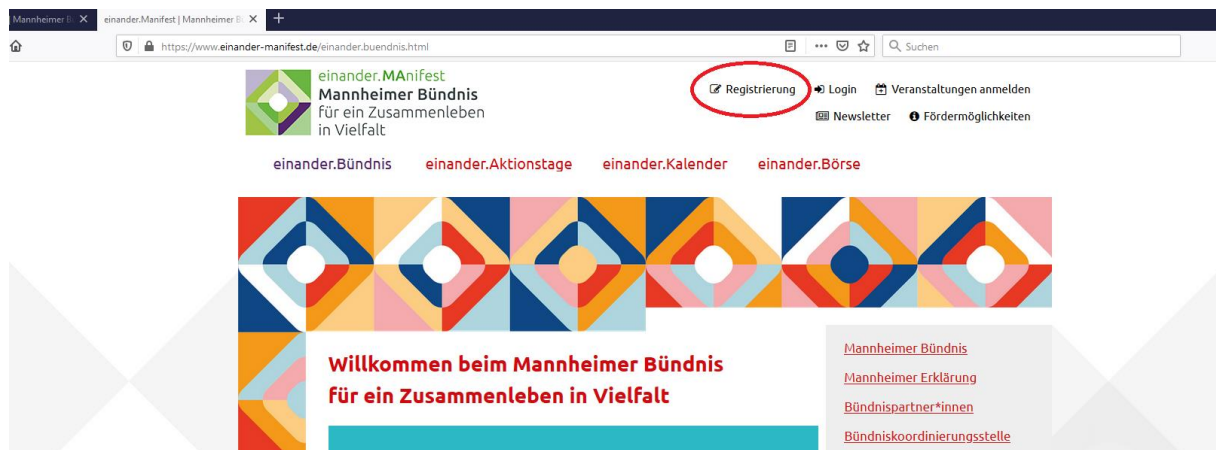 | Mannheimer B
einander.Manifest | Mannheimer B
https://www.einander-manifest.de/einander.buendnis.html
Suchen
einander.MAnifest
Mannheimer Bündnis
für ein Zusammenleben
in Vielfalt
Registrierung Login Veranstaltungen anmelden
Newsletter Fördermöglichkeiten
einander.Bündnis einander.Aktionstage einander.Kalender einander.Börse
Willkommen beim Mannheimer Bündnis
für ein Zusammenleben in Vielfalt
Mannheimer Bündnis
Mannheimer Erklärung
Bündnispartner*innen
Bündniskoordinierungsstelle